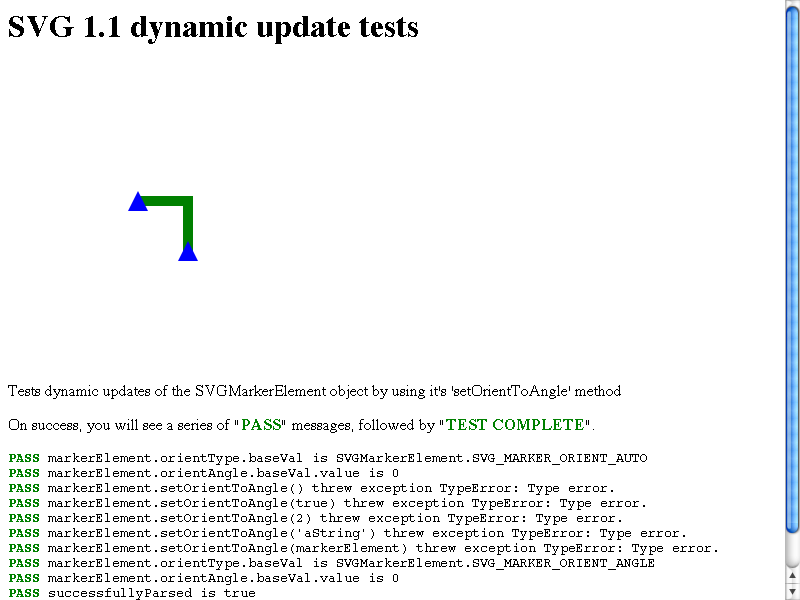 SVG 1.1 dynamic update tests
Tests dynamic updates of the SVGMarkerElement object by using it's 'setOrientToAngle' method
On success, you will see a series of "PASS" messages, followed by "TEST COMPLETE".
PASS markerElement.orientType.baseVal is SVGMarkerElement.SVG_MARKER_ORIENT_AUTO
PASS markerElement.orientAngle.baseVal.value is 0
PASS markerElement.setOrientToAngle() threw exception TypeError: Type error.
PASS markerElement.setOrientToAngle(true) threw exception TypeError: Type error.
PASS markerElement.setOrientToAngle(2) threw exception TypeError: Type error.
PASS markerElement.setOrientToAngle('aString') threw exception TypeError: Type error.
PASS markerElement.setOrientToAngle(markerElement) threw exception TypeError: Type error.
PASS markerElement.orientType.baseVal is SVGMarkerElement.SVG_MARKER_ORIENT_ANGLE
PASS markerElement.orientAngle.baseVal.value is 0
PASS successfullyParsed is true